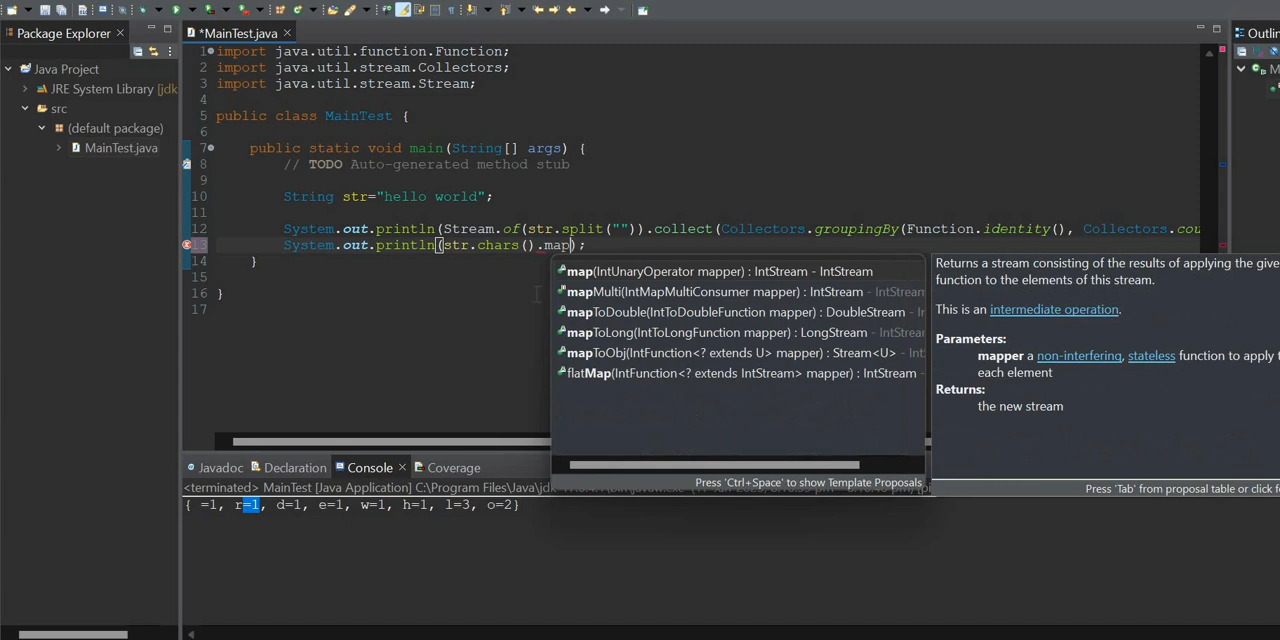 Package Explorer
*MainTest.java
Outlin
Java Project
JRE System Library [jdk
src
(default package)
MainTest.java
1 import java.util.function.Function;
2 import java.util.stream.Collectors;
3 import java.util.stream.Stream;
4
5 public class MainTest {
6
7 public static void main(String[] args) {
8 // TODO Auto-generated method stub
9
10 String str="hello world";
11
12 System.out.println(Stream.of(str.split("")).collect(Collectors.groupingBy(Function.identity(), Collectors.cou
13 System.out.println(str.chars().map);
14 }
15
16 }
17
map(IntUnaryOperator mapper) : IntStream - IntStream
mapMulti(IntMapMultiConsumer mapper) : IntStream - IntStream
mapToDouble(IntToDoubleFunction mapper) : DoubleStream - In
mapToLong(IntToLongFunction mapper) : LongStream - IntStream
mapToObj(IntFunction<? extends U> mapper) : Stream<U> - Int
flatMap(IntFunction<? extends IntStream> mapper) : IntStream -
Press 'Ctrl+Space' to show Template Proposals
Returns a stream consisting of the results of applying the give
function to the elements of this stream.
This is an intermediate operation.
Parameters:
mapper a non-interfering, stateless function to apply t
each element
Returns:
the new stream
Press 'Tab' from proposal table or click f
Javadoc Declaration Console Coverage
<terminated> MainTest [Java Application] C:\Program Files\Java\jdk
{ =1, r=1, d=1, e=1, w=1, h=1, l=3, o=2}